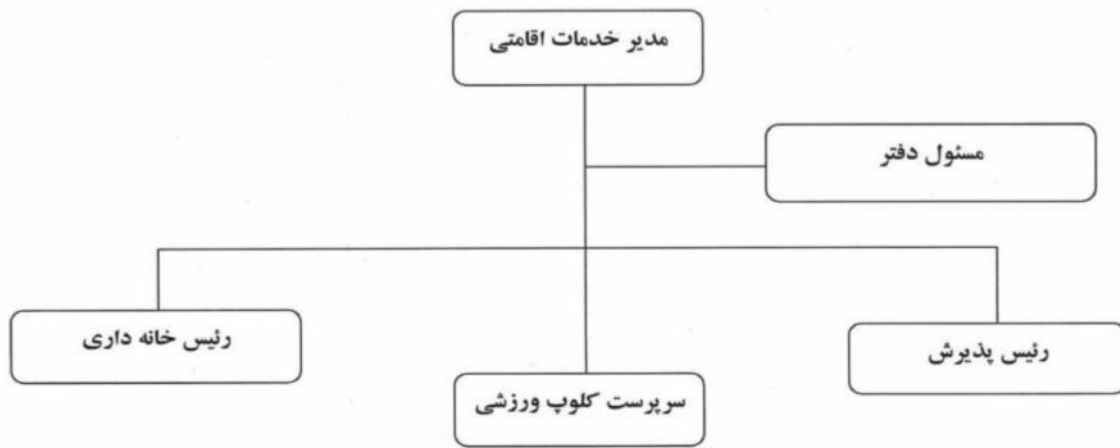 مدیر خدمات اقامتی
مسئول دفتر
رئیس پذیرش
سرپرست کلوپ ورزشی
رئیس خانه داری